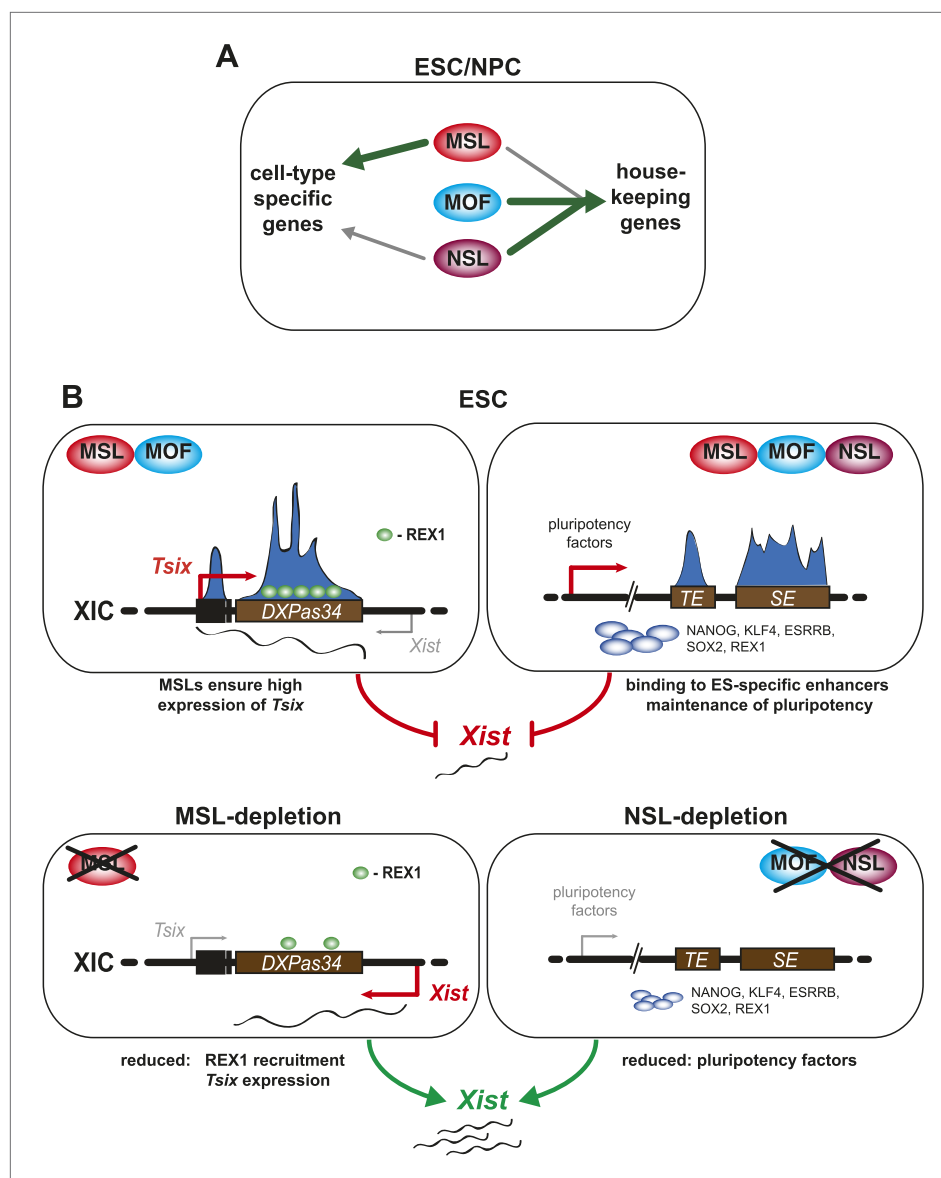 A
ESC/NPC
MSL
cell-type
specific
genes
MOF
house-
keeping
genes
NSL
B
ESC
MSL MOF
- REX1
Tsix
XIC
DXPas34
Xist
MSLs ensure high
expression of Tsix
MSL MOF NSL
pluripotency
factors
TE SE
NANOG, KLF4, ESRRB,
SOX2, REX1
binding to ES-specific enhancers
maintenance of pluripotency
Xist
MSL-depletion
MSL
- REX1
Tsix
XIC
DXPas34
Xist
reduced: REX1 recruitment
Tsix expression
NSL-depletion
MOF NSL
pluripotency
factors
TE SE
NANOG, KLF4, ESRRB,
SOX2, REX1
reduced: pluripotency factors
Xist